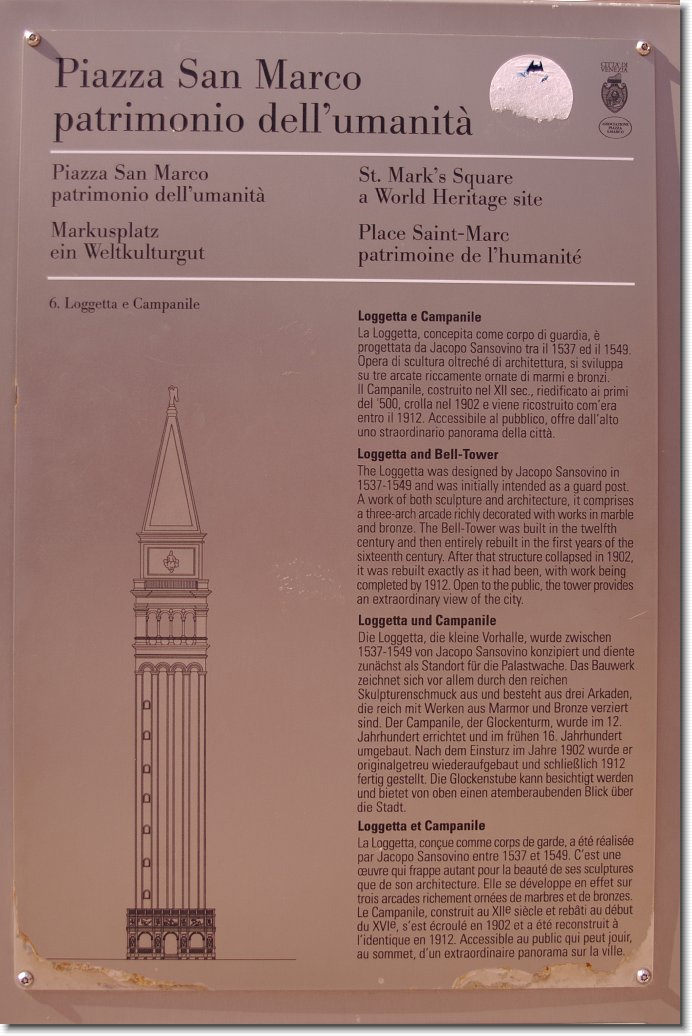 Piazza San Marco
patrimonio dell'umanità
CITTÀ DI
VENEZIA
ASSOCIAZIONE
PIAZZA
S.MARCO
Piazza San Marco
patrimonio dell'umanità
St. Mark's Square
a World Heritage site
Markusplatz
ein Weltkulturgut
Place Saint-Marc
patrimoine de l'humanité
6. Loggetta e Campanile
Loggetta e Campanile
La Loggetta, concepita come corpo di guardia, è
progettata da Jacopo Sansovino tra il 1537 ed il 1549.
Opera di scultura oltreché di architettura, si sviluppa
su tre arcate riccamente ornate di marmi e bronzi.
Il Campanile, costruito nel XII sec., riedificato ai primi
del '500, crolla nel 1902 e viene ricostruito com'era
entro il 1912. Accessibile al pubblico, offre dall'alto
uno straordinario panorama della città.
Loggetta and Bell-Tower
The Loggetta was designed by Jacopo Sansovino in
1537-1549 and was initially intended as a guard post.
A work of both sculpture and architecture, it comprises
a three-arch arcade richly decorated with works in marble
and bronze. The Bell-Tower was built in the twelfth
century and then entirely rebuilt in the first years of the
sixteenth century. After that structure collapsed in 1902,
it was rebuilt exactly as it had been, with work being
completed by 1912. Open to the public, the tower provides
an extraordinary view of the city.
Loggetta und Campanile
Die Loggetta, die kleine Vorhalle, wurde zwischen
1537-1549 von Jacopo Sansovino konzipiert und diente
zunächst als Standort für die Palastwache. Das Bauwerk
zeichnet sich vor allem durch den reichen
Skulpturenschmuck aus und besteht aus drei Arkaden,
die reich mit Werken aus Marmor und Bronze verziert
sind. Der Campanile, der Glockenturm, wurde im 12.
Jahrhundert errichtet und im frühen 16. Jahrhundert
umgebaut. Nach dem Einsturz im Jahre 1902 wurde er
originalgetreu wiederaufgebaut und schließlich 1912
fertig gestellt. Die Glockenstube kann besichtigt werden
und bietet von oben einen atemberaubenden Blick über
die Stadt.
Loggetta et Campanile
La Loggetta, conçue comme corps de garde, a été réalisée
par Jacopo Sansovino entre 1537 et 1549. C'est une
œuvre qui frappe autant pour la beauté de ses sculptures
que de son architecture. Elle se développe en effet sur
trois arcades richement ornées de marbres et de bronzes.
Le Campanile, construit au XIIe siècle et rebâti au début
du XVIe, s'est écroulé en 1902 et a été reconstruit à
l'identique en 1912. Accessible au public qui peut jouir,
au sommet, d'un extraordinaire panorama sur la ville.